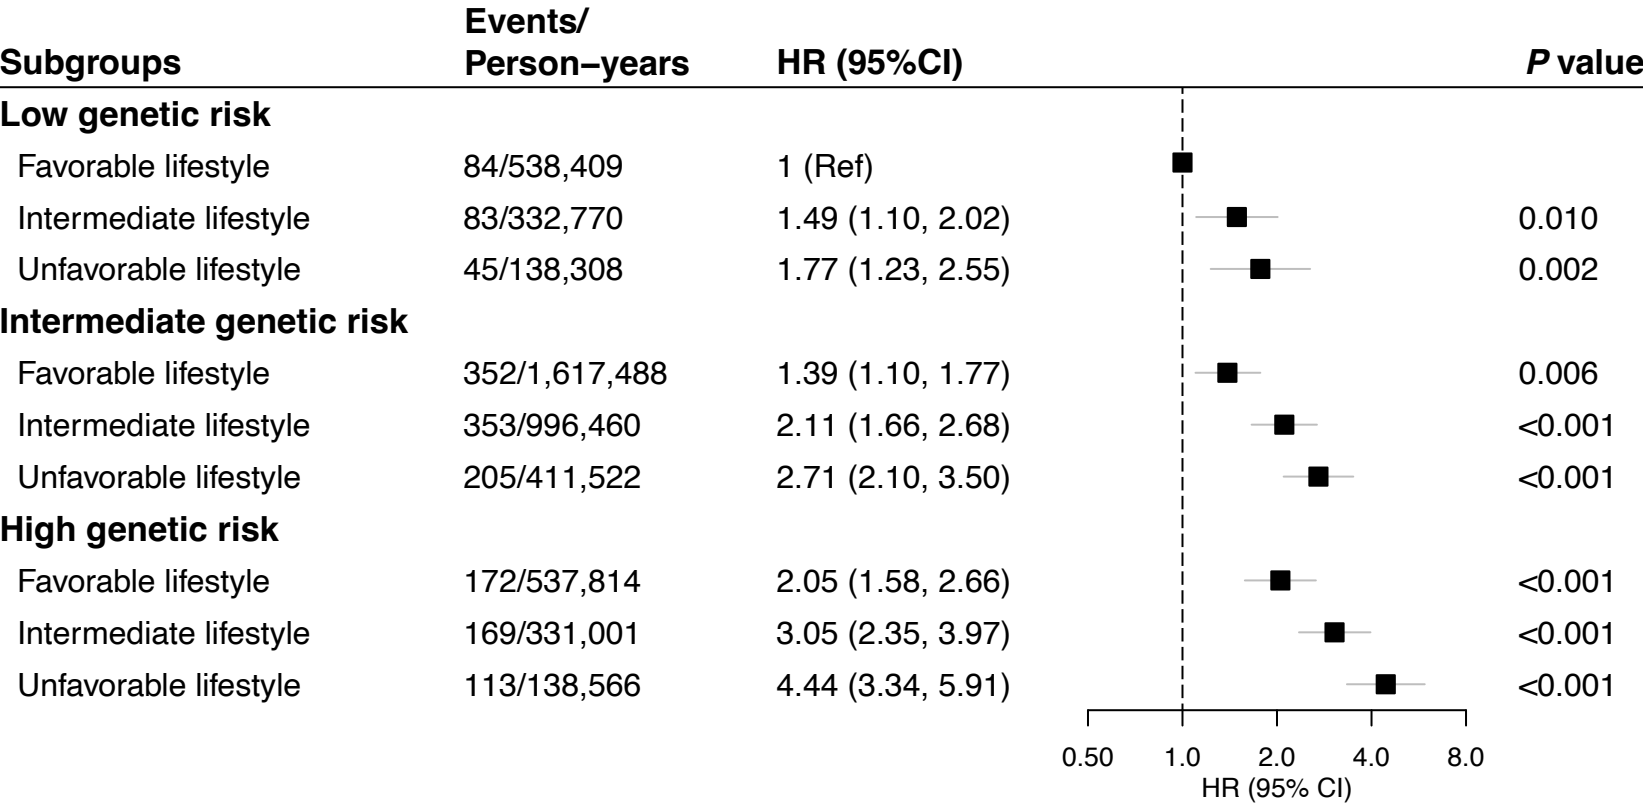 Events/
Subgroups Person–years HR (95%CI) P value
Low genetic risk
Favorable lifestyle 84/538,409 1 (Ref)
Intermediate lifestyle 83/332,770 1.49 (1.10, 2.02) 0.010
Unfavorable lifestyle 45/138,308 1.77 (1.23, 2.55) 0.002
Intermediate genetic risk
Favorable lifestyle 352/1,617,488 1.39 (1.10, 1.77) 0.006
Intermediate lifestyle 353/996,460 2.11 (1.66, 2.68) <0.001
Unfavorable lifestyle 205/411,522 2.71 (2.10, 3.50) <0.001
High genetic risk
Favorable lifestyle 172/537,814 2.05 (1.58, 2.66) <0.001
Intermediate lifestyle 169/331,001 3.05 (2.35, 3.97) <0.001
Unfavorable lifestyle 113/138,566 4.44 (3.34, 5.91) <0.001
0.50 1.0 2.0 4.0 8.0
HR (95% CI)